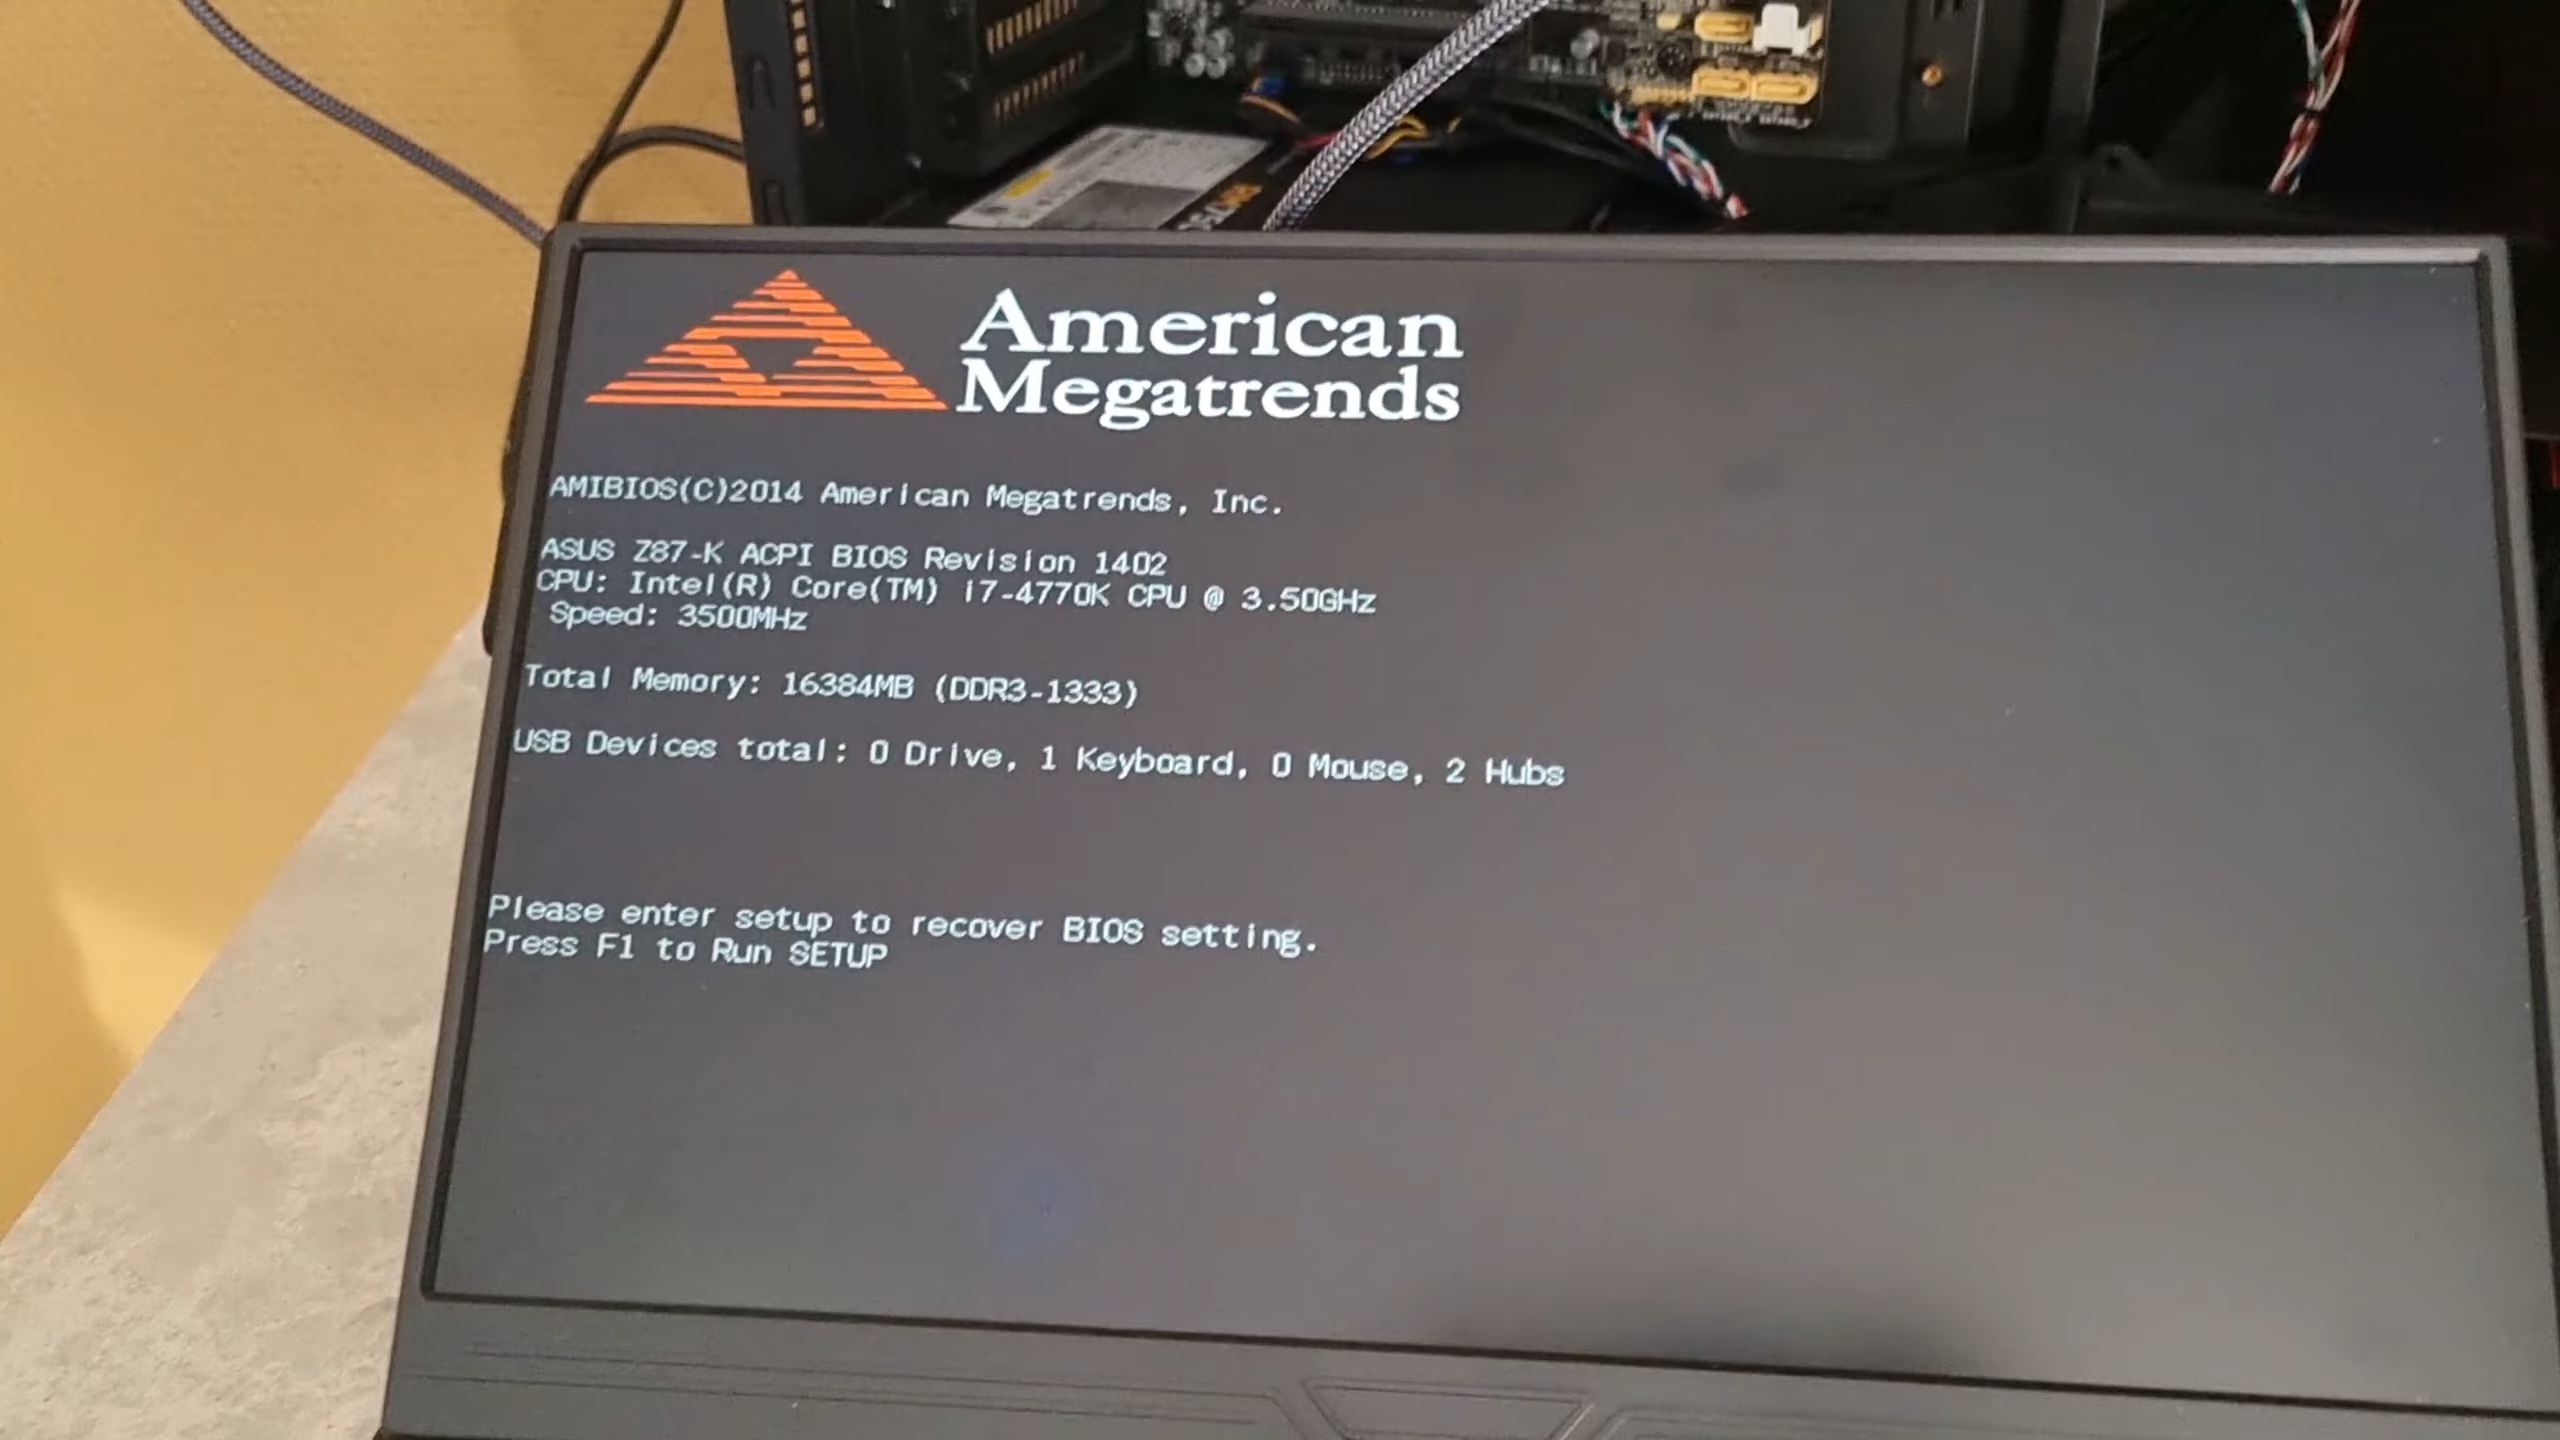 American
Megatrends
AMIBIOS(C)2014 American Megatrends, Inc.
ASUS Z87-K ACPI BIOS Revision 1402
CPU: Intel(R) Core(TM) i7-4770K CPU @ 3.50GHz
Speed: 3500MHz
Total Memory: 16384MB (DDR3-1333)
USB Devices total: 0 Drive, 1 Keyboard, 0 Mouse, 2 Hubs
Please enter setup to recover BIOS setting.
Press F1 to Run SETUP